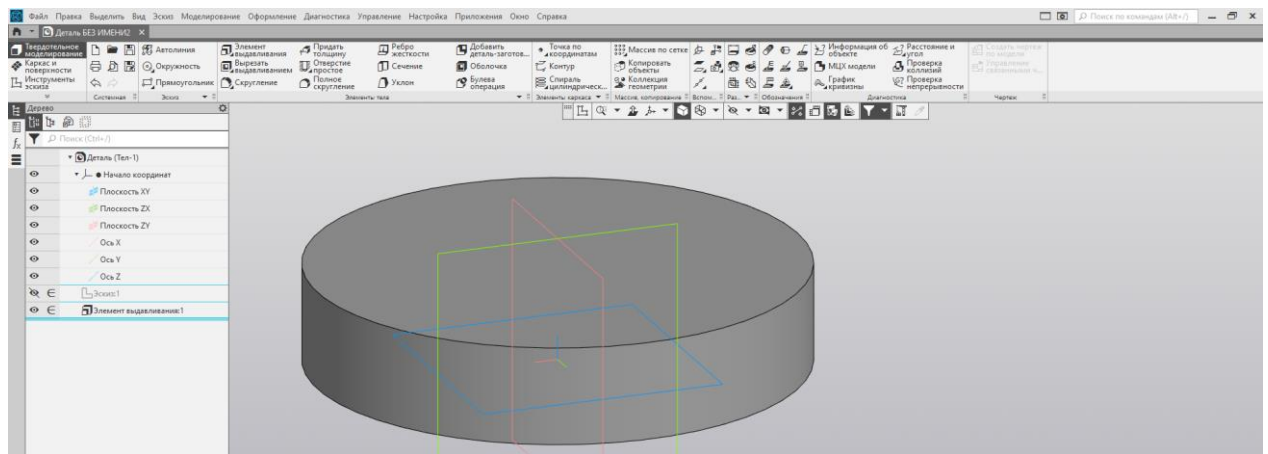 Файл Правка Выделить Вид Эскиз Моделирование Оформление Диагностика Управление Настройка Приложения Окно Справка
Поиск по командам (Alt+/)
Деталь БЕЗ ИМЕНИ2
Твердотельное моделирование
Каркас и поверхности
Инструменты эскиза
Системная
Автолиния
Окружность
Прямоугольник
Эскиз
Элемент выдавливания
Вырезать выдавливанием
Скругление
Придать толщину
Отверстие простое
Полное скругление
Ребро жесткости
Сечение
Уклон
Добавить деталь-заготов...
Оболочка
Булева операция
Элементы тела
Точка по координатам
Контур
Спираль цилиндрическ...
Элементы каркаса
Массив по сетке
Копировать объекты
Коллекция геометрии
Массив, копирование
Вспом...
Раз...
Обозначения
Информация об объекте
МЦХ модели
График кривизны
Расстояние и угол
Проверка коллизий
Проверка непрерывности
Диагностика
Создать чертеж по модели
Чертеж
Дерево
Поиск (Ctrl+/)
Деталь (Тел-1)
Начало координат
Плоскость XY
Плоскость ZX
Плоскость ZY
Ось X
Ось Y
Ось Z
Эскиз:1
Элемент выдавливания:1